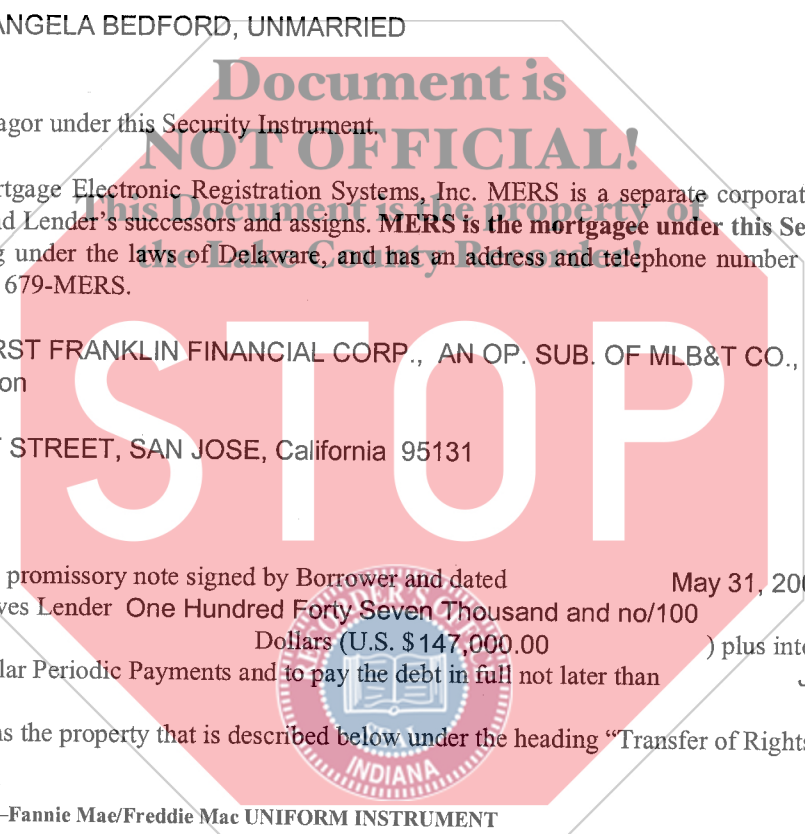 ANGELA BEDFORD, UNMARRIED
Document is
agor under this Security Instrument.
NOT OFFICIAL!
rtgage Electronic Registration Systems, Inc. MERS is a separate corporat
This Document is the property of
nd Lender's successors and assigns. MERS is the mortgagee under this Se
g under the laws of Delaware, and has an address and telephone number
the Lake County Recorder!
679-MERS.
STOP
RST FRANKLIN FINANCIAL CORP., AN OP. SUB. OF MLB&T CO.,
on
STREET, SAN JOSE, California 95131
promissory note signed by Borrower and dated May 31, 200
ves Lender One Hundred Forty Seven Thousand and no/100
Dollars (U.S. $147,000.00 ) plus inte
lar Periodic Payments and to pay the debt in full not later than
RECORDER'S
SEAL
INDIANA
ns the property that is described below under the heading "Transfer of Rights
–Fannie Mae/Freddie Mac UNIFORM INSTRUMENT